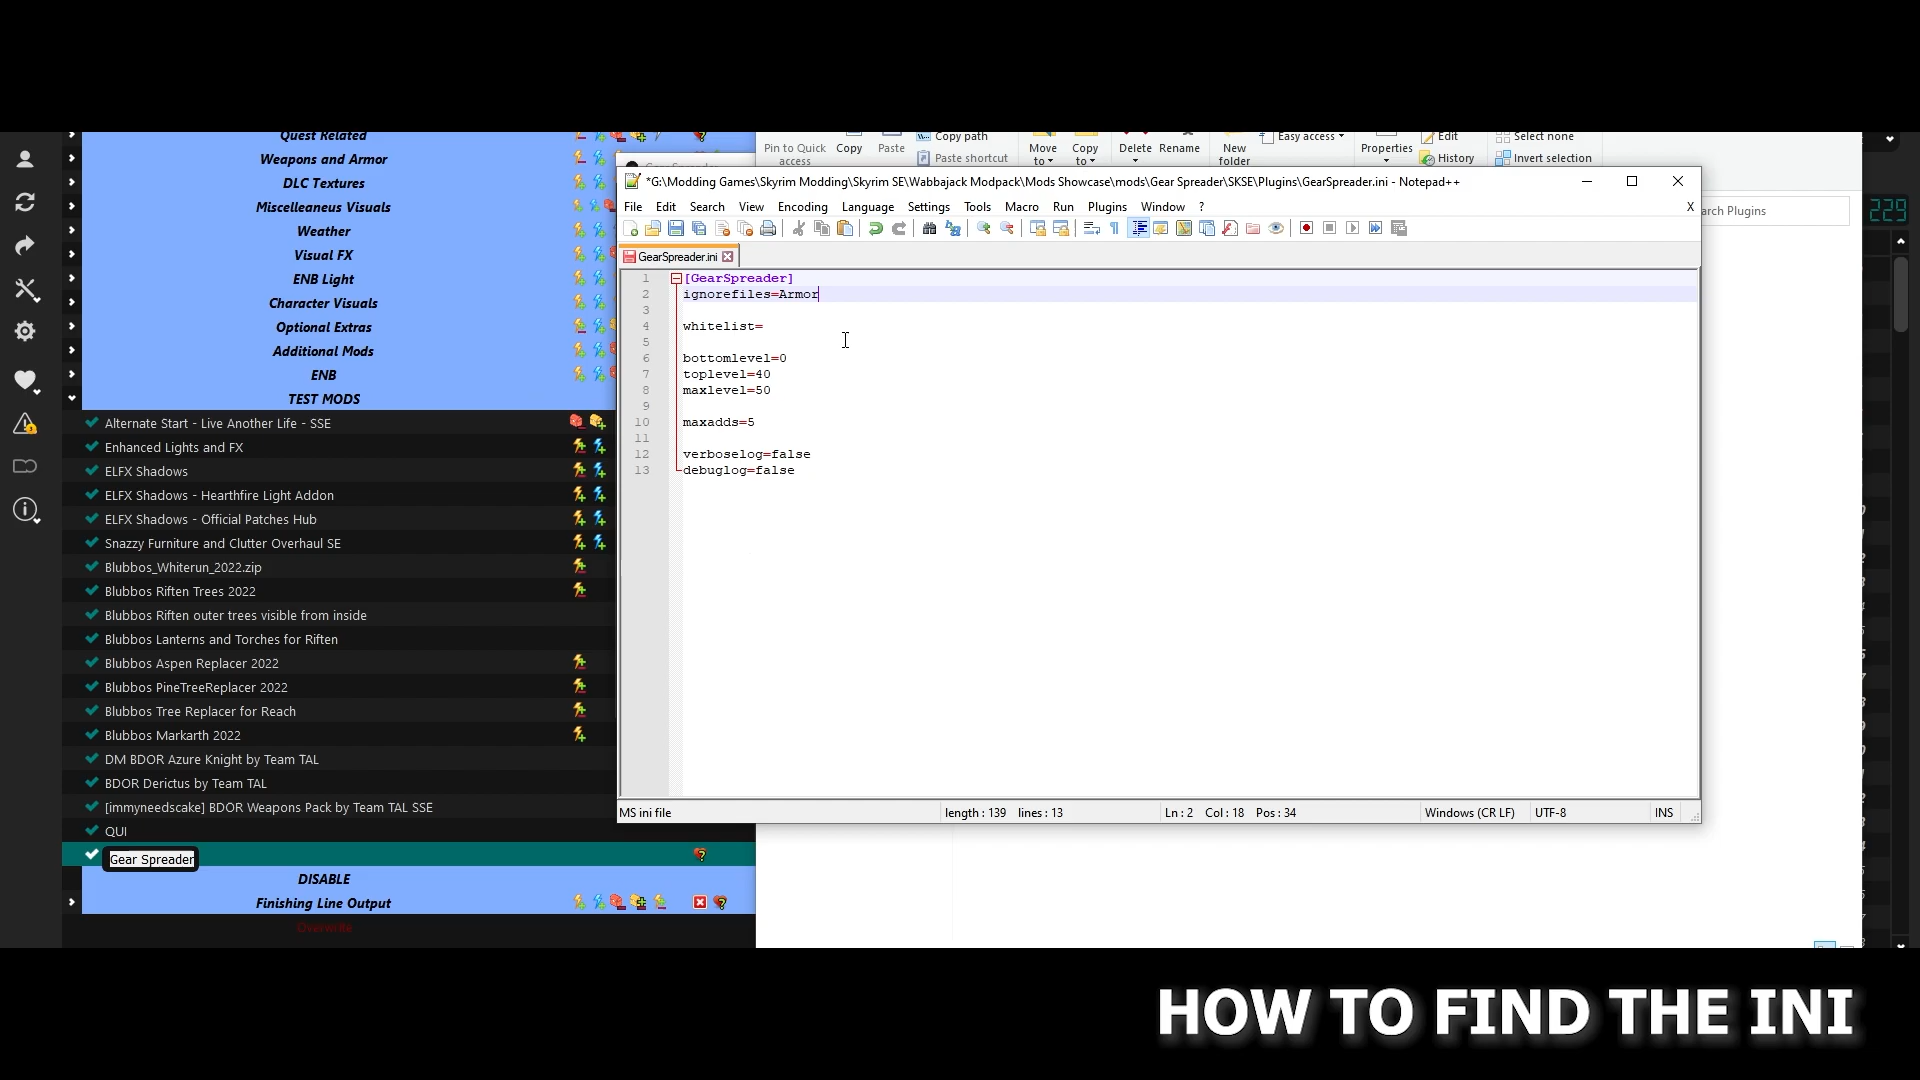 Quest Related
Weapons and Armor
DLC Textures
Miscelleaneus Visuals
Weather
Visual FX
ENB Light
Character Visuals
Optional Extras
Additional Mods
ENB
TEST MODS
Alternate Start - Live Another Life - SSE
Enhanced Lights and FX
ELFX Shadows
ELFX Shadows - Hearthfire Light Addon
ELFX Shadows - Official Patches Hub
Snazzy Furniture and Clutter Overhaul SE
Blubbos_Whiterun_2022.zip
Blubbos Riften Trees 2022
Blubbos Riften outer trees visible from inside
Blubbos Lanterns and Torches for Riften
Blubbos Aspen Replacer 2022
Blubbos PineTreeReplacer 2022
Blubbos Tree Replacer for Reach
Blubbos Markarth 2022
DM BDOR Azure Knight by Team TAL
BDOR Derictus by Team TAL
[immyneedscake] BDOR Weapons Pack by Team TAL SSE
QUI
Gear Spreader
DISABLE
Finishing Line Output
Overwrite
Pin to Quick access
Copy
Paste
Copy path
Paste shortcut
Move to
Copy to
Delete
Rename
New folder
Easy access
Properties
Edit
History
Select none
Invert selection
arch Plugins
229
*G:\Modding Games\Skyrim Modding\Skyrim SE\Wabbajack Modpack\Mods Showcase\mods\Gear Spreader\SKSE\Plugins\GearSpreader.ini - Notepad++
File Edit Search View Encoding Language Settings Tools Macro Run Plugins Window ? X
GearSpreader.ini
1 [GearSpreader]
2 ignorefiles=Armor
3
4 whitelist=
5
6 bottomlevel=0
7 toplevel=40
8 maxlevel=50
9
10 maxadds=5
11
12 verboselog=false
13 debuglog=false
MS ini file length : 139 lines : 13 Ln : 2 Col : 18 Pos : 34 Windows (CR LF) UTF-8 INS
HOW TO FIND THE INI